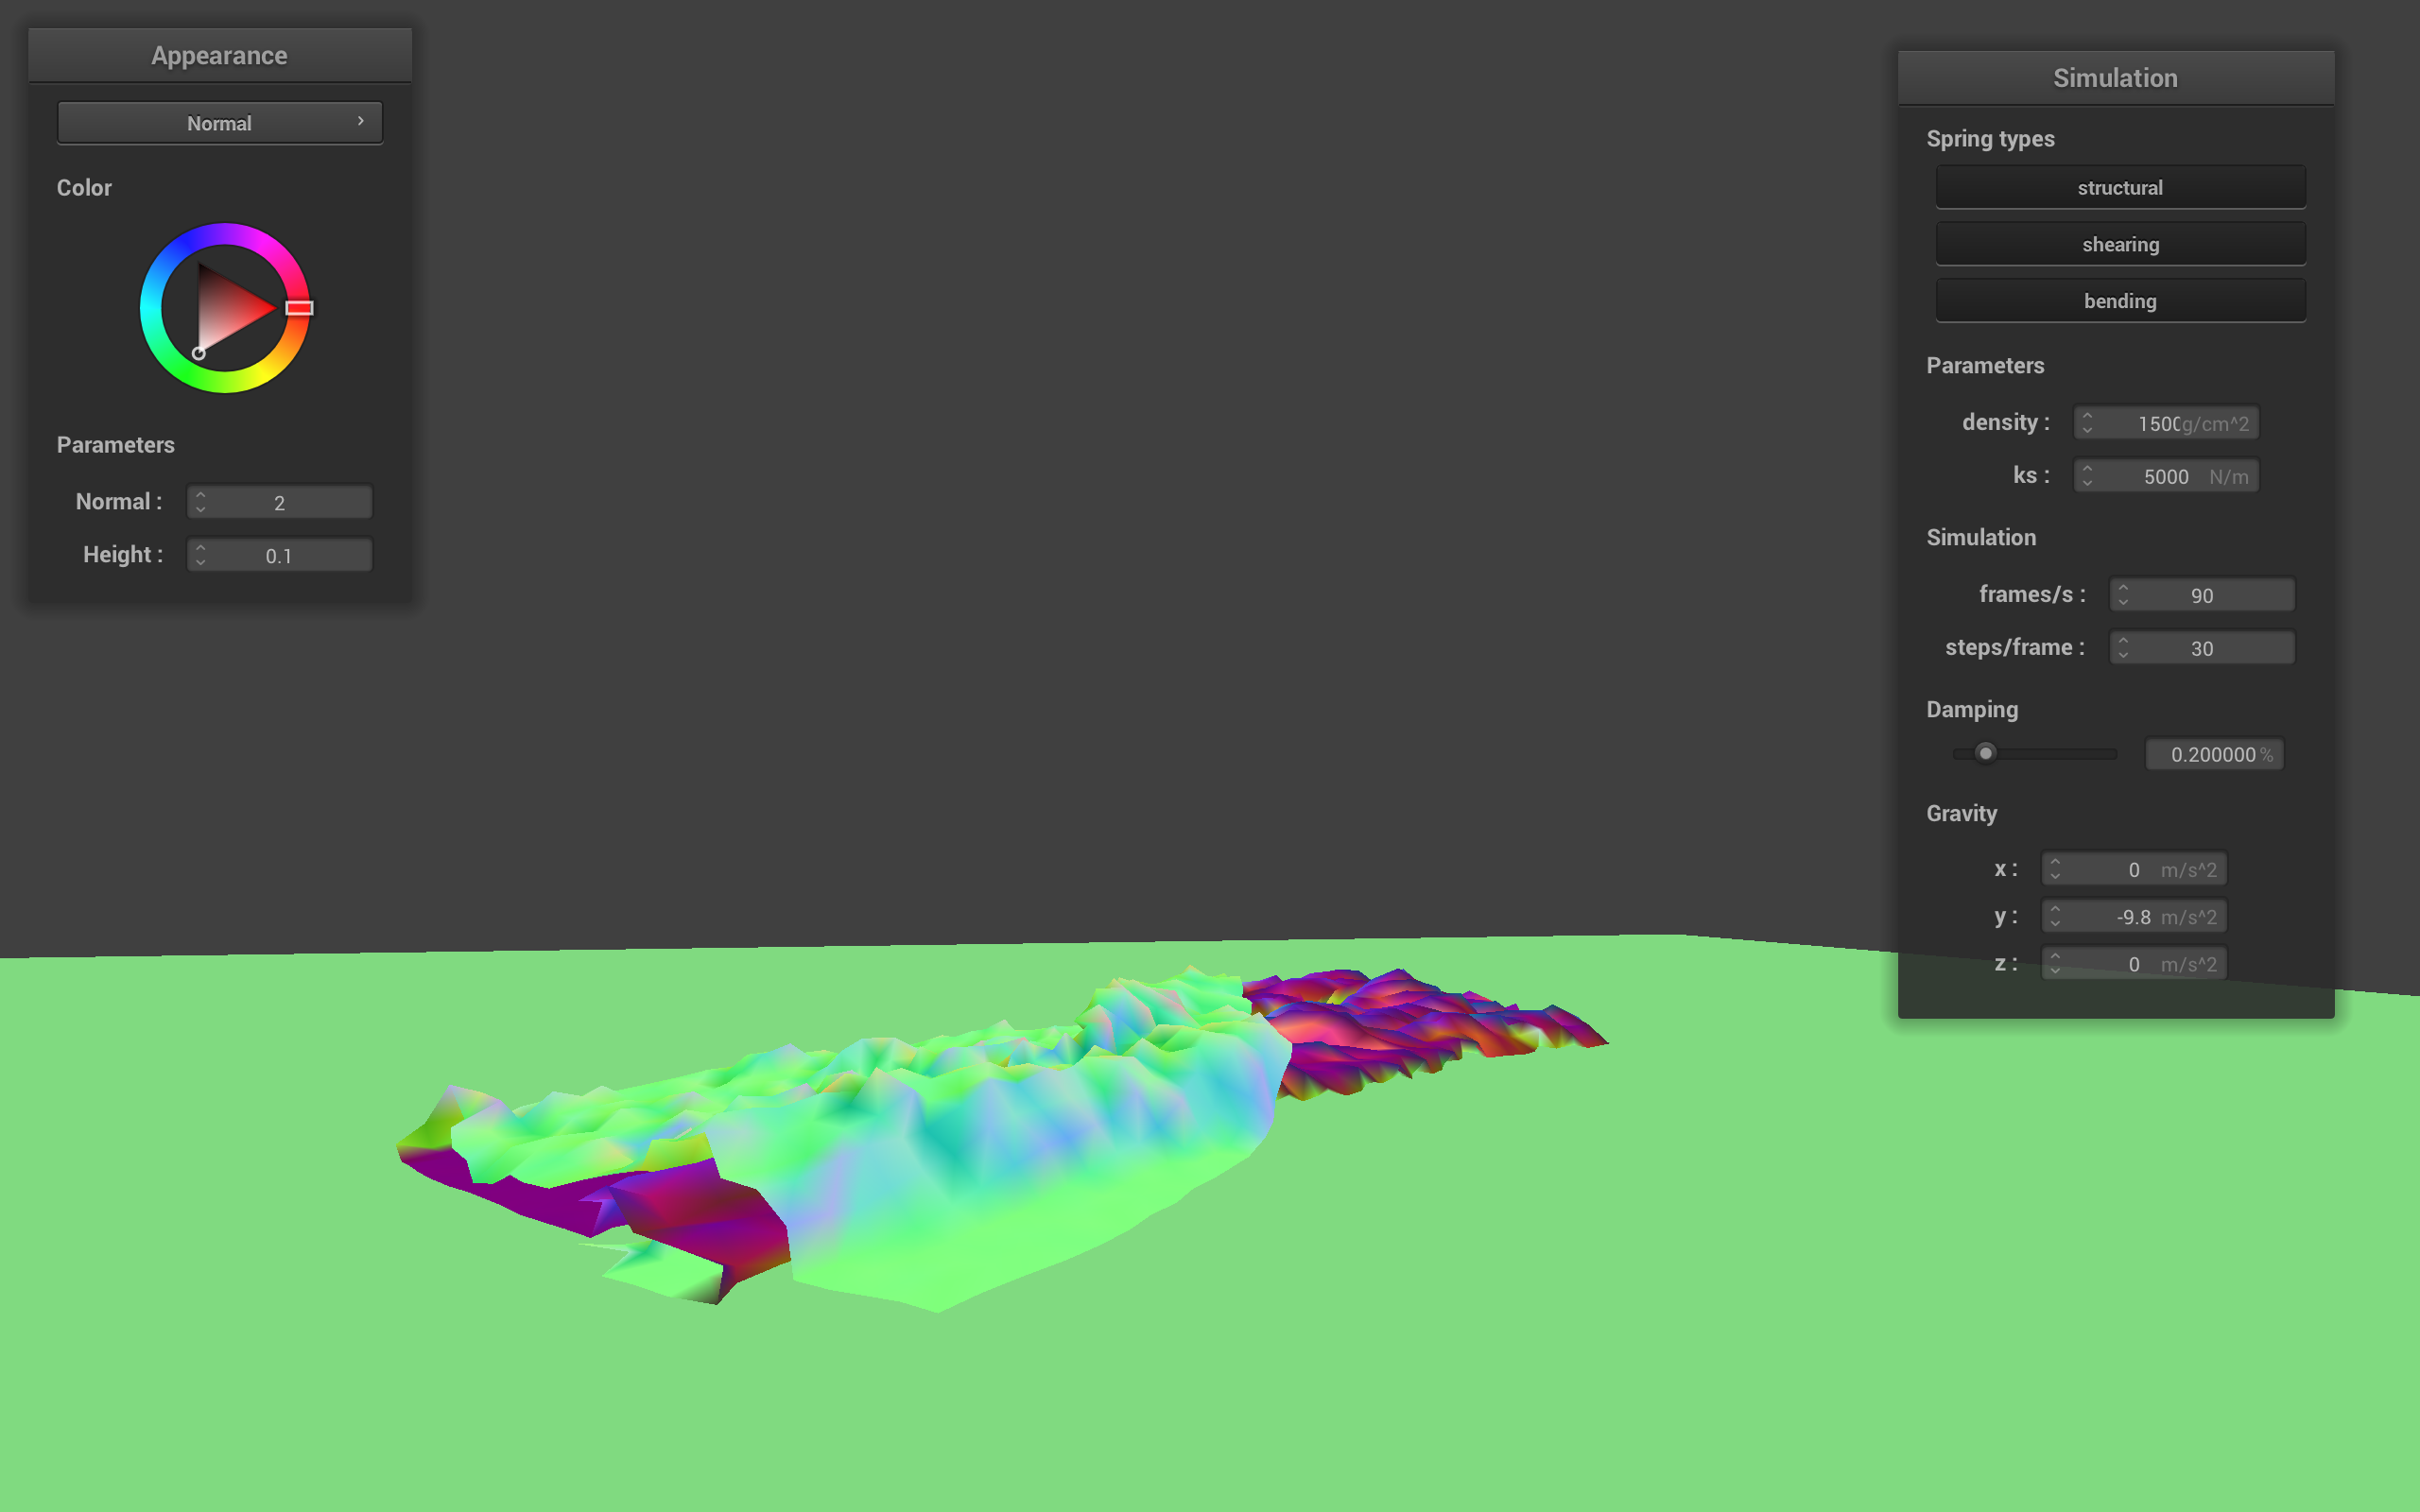 Appearance
Normal
Color
Parameters
Normal : 2
Height : 0.1
Simulation
Spring types
structural
shearing
bending
Parameters
density : 1500 g/cm^2
ks : 5000 N/m
Simulation
frames/s : 90
steps/frame : 30
Damping
0.200000 %
Gravity
x : 0 m/s^2
y : -9.8 m/s^2
z : 0 m/s^2